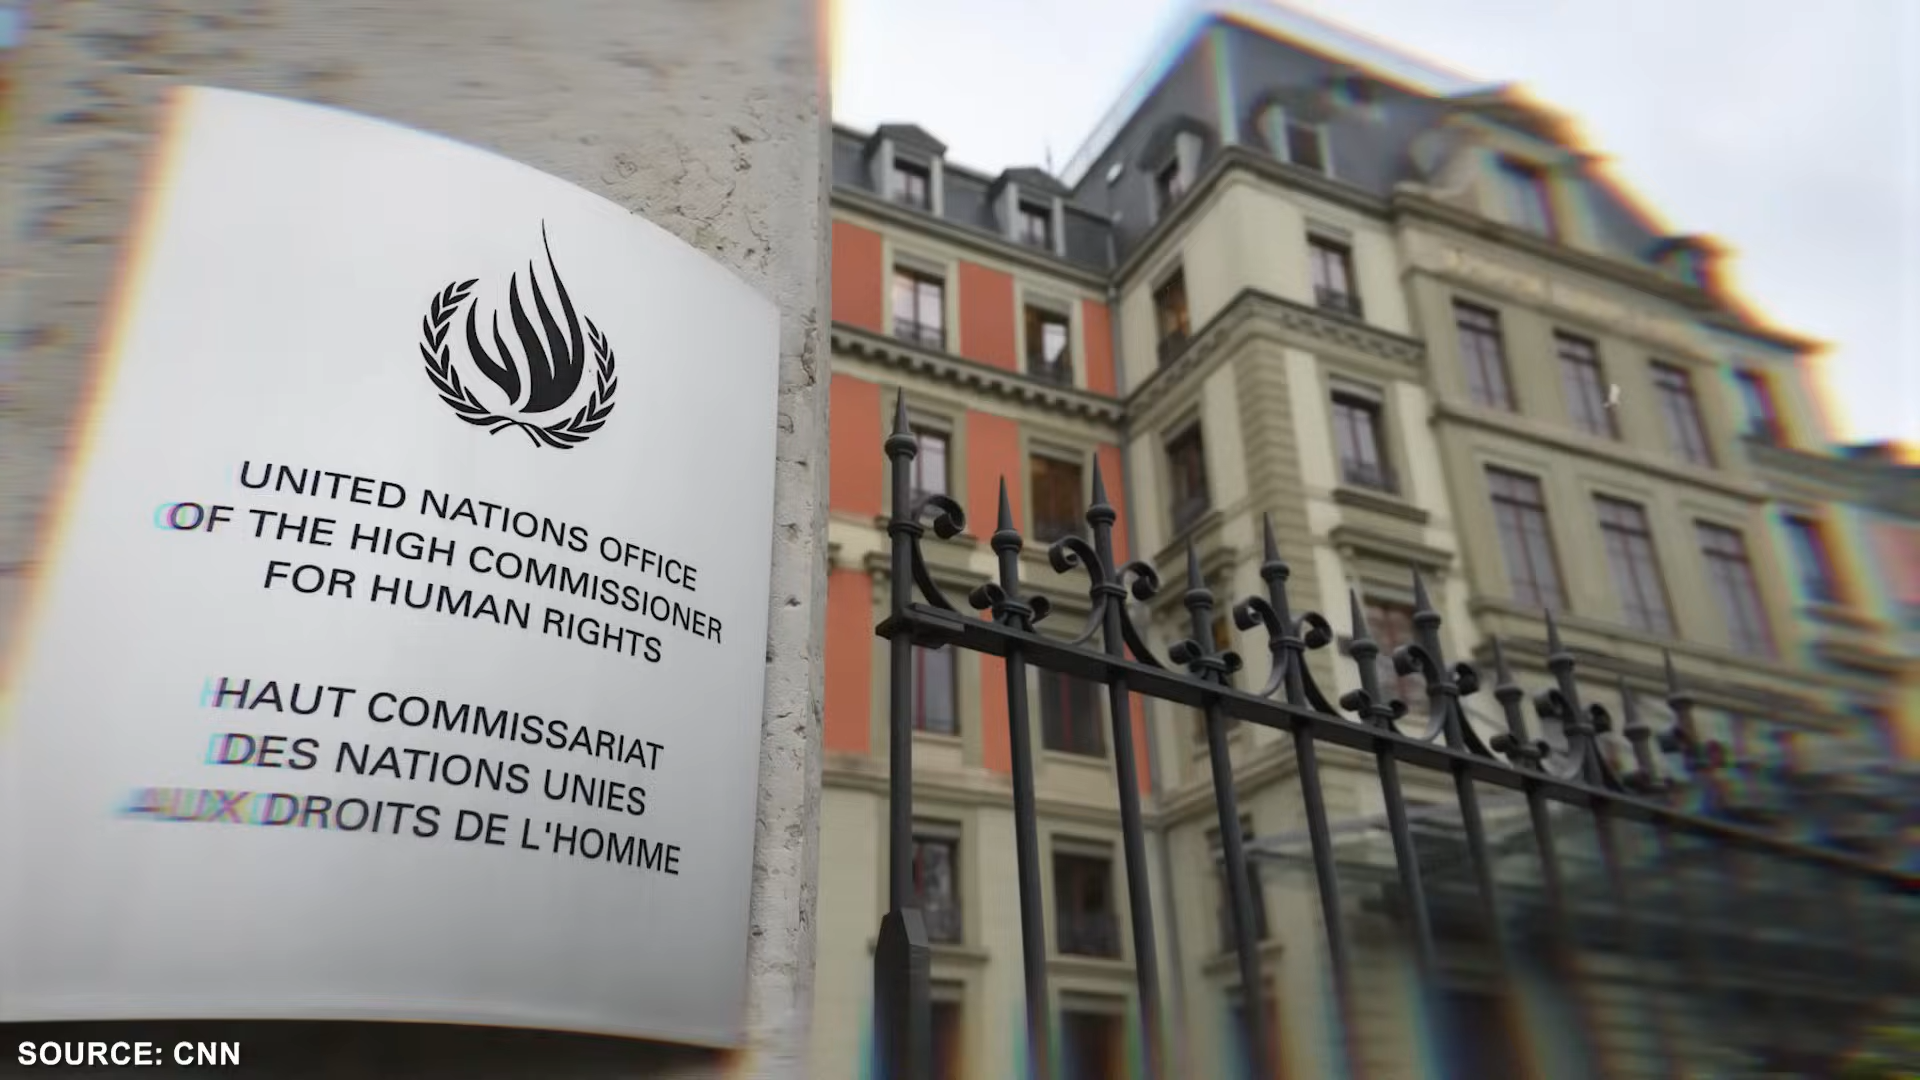 UNITED NATIONS OFFICE
OF THE HIGH COMMISSIONER
FOR HUMAN RIGHTS
HAUT COMMISSARIAT
DES NATIONS UNIES
AUX DROITS DE L'HOMME
SOURCE: CNN